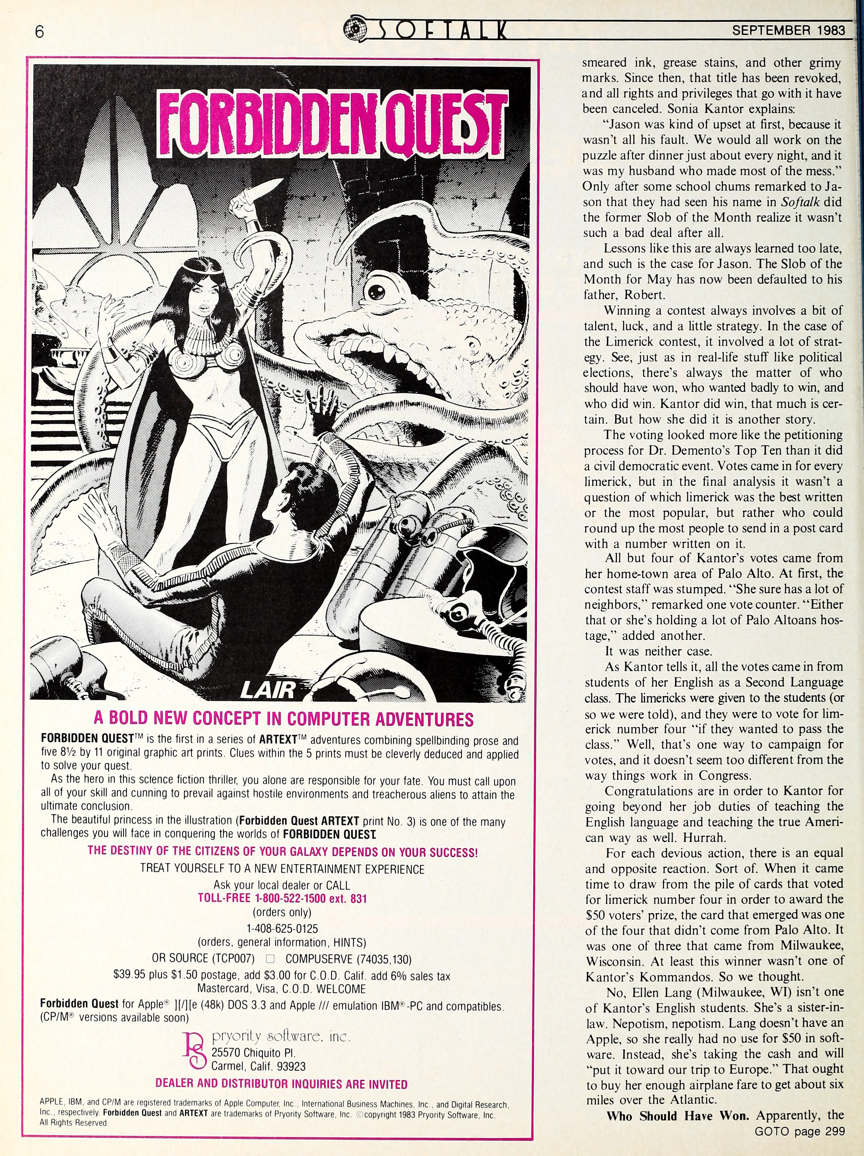 6
SOFTALK
SEPTEMBER 1983
FORBIDDEN QUEST
LAIR
A BOLD NEW CONCEPT IN COMPUTER ADVENTURES
FORBIDDEN QUEST™ is the first in a series of ARTEXT™ adventures combining spellbinding prose and
five 8½ by 11 original graphic art prints. Clues within the 5 prints must be cleverly deduced and applied
to solve your quest.
As the hero in this science fiction thriller, you alone are responsible for your fate. You must call upon
all of your skill and cunning to prevail against hostile environments and treacherous aliens to attain the
ultimate conclusion.
The beautiful princess in the illustration (Forbidden Quest ARTEXT print No. 3) is one of the many
challenges you will face in conquering the worlds of FORBIDDEN QUEST.
THE DESTINY OF THE CITIZENS OF YOUR GALAXY DEPENDS ON YOUR SUCCESS!
TREAT YOURSELF TO A NEW ENTERTAINMENT EXPERIENCE
Ask your local dealer or CALL
TOLL-FREE 1-800-522-1500 ext. 831
(orders only)
1-408-625-0125
(orders, general information, HINTS)
OR SOURCE (TCP007) □ COMPUSERVE (74035,130)
$39.95 plus $1.50 postage, add $3.00 for C.O.D. Calif. add 6% sales tax
Mastercard, Visa, C.O.D. WELCOME
Forbidden Quest for Apple® ][/][e (48k) DOS 3.3 and Apple /// emulation IBM®-PC and compatibles.
(CP/M® versions available soon)
PS
pryority software, inc.
25570 Chiquito Pl.
Carmel, Calif. 93923
DEALER AND DISTRIBUTOR INQUIRIES ARE INVITED
APPLE, IBM, and CP/M are registered trademarks of Apple Computer, Inc., International Business Machines, Inc., and Digital Research,
Inc., respectively. Forbidden Quest and ARTEXT are trademarks of Pryority Software, Inc. ©copyright 1983 Pryority Software, Inc.
All Rights Reserved.
smeared ink, grease stains, and other grimy
marks. Since then, that title has been revoked,
and all rights and privileges that go with it have
been canceled. Sonia Kantor explains:
"Jason was kind of upset at first, because it
wasn't all his fault. We would all work on the
puzzle after dinner just about every night, and it
was my husband who made most of the mess."
Only after some school chums remarked to Ja-
son that they had seen his name in Softalk did
the former Slob of the Month realize it wasn't
such a bad deal after all.
Lessons like this are always learned too late,
and such is the case for Jason. The Slob of the
Month for May has now been defaulted to his
father, Robert.
Winning a contest always involves a bit of
talent, luck, and a little strategy. In the case of
the Limerick contest, it involved a lot of strat-
egy. See, just as in real-life stuff like political
elections, there's always the matter of who
should have won, who wanted badly to win, and
who did win. Kantor did win, that much is cer-
tain. But how she did it is another story.
The voting looked more like the petitioning
process for Dr. Demento's Top Ten than it did
a civil democratic event. Votes came in for every
limerick, but in the final analysis it wasn't a
question of which limerick was the best written
or the most popular, but rather who could
round up the most people to send in a post card
with a number written on it.
All but four of Kantor's votes came from
her home-town area of Palo Alto. At first, the
contest staff was stumped. "She sure has a lot of
neighbors," remarked one vote counter. "Either
that or she's holding a lot of Palo Altoans hos-
tage," added another.
It was neither case.
As Kantor tells it, all the votes came in from
students of her English as a Second Language
class. The limericks were given to the students (or
so we were told), and they were to vote for lim-
erick number four "if they wanted to pass the
class." Well, that's one way to campaign for
votes, and it doesn't seem too different from the
way things work in Congress.
Congratulations are in order to Kantor for
going beyond her job duties of teaching the
English language and teaching the true Ameri-
can way as well. Hurrah.
For each devious action, there is an equal
and opposite reaction. Sort of. When it came
time to draw from the pile of cards that voted
for limerick number four in order to award the
$50 voters' prize, the card that emerged was one
of the four that didn't come from Palo Alto. It
was one of three that came from Milwaukee,
Wisconsin. At least this winner wasn't one of
Kantor's Kommandos. So we thought.
No, Ellen Lang (Milwaukee, WI) isn't one
of Kantor's English students. She's a sister-in-
law. Nepotism, nepotism. Lang doesn't have an
Apple, so she really had no use for $50 in soft-
ware. Instead, she's taking the cash and will
"put it toward our trip to Europe." That ought
to buy her enough airplane fare to get about six
miles over the Atlantic.
Who Should Have Won. Apparently, the
GOTO page 299